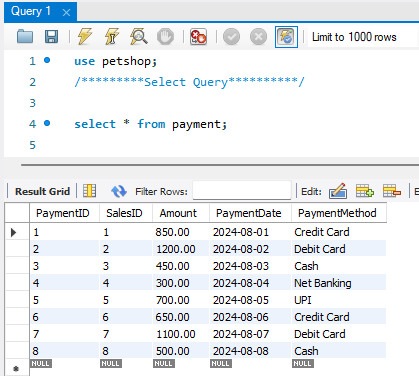 Query 1
Limit to 1000 rows
1 use petshop;
2 /*********Select Query**********/
3
4 select * from payment;
5
Result Grid Filter Rows: Edit:
PaymentID SalesID Amount PaymentDate PaymentMethod
1 1 850.00 2024-08-01 Credit Card
2 2 1200.00 2024-08-02 Debit Card
3 3 450.00 2024-08-03 Cash
4 4 300.00 2024-08-04 Net Banking
5 5 700.00 2024-08-05 UPI
6 6 650.00 2024-08-06 Credit Card
7 7 1100.00 2024-08-07 Debit Card
8 8 500.00 2024-08-08 Cash
NULL NULL NULL NULL NULL